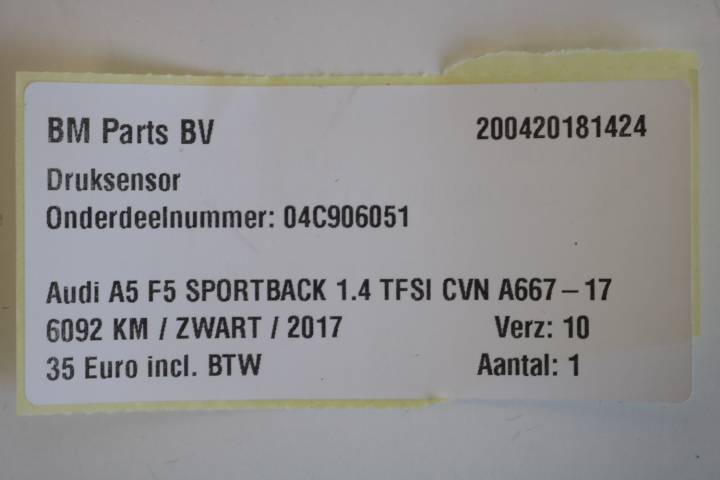 BM Parts BV 200420181424
Druksensor
Onderdeelnummer: 04C906051
Audi A5 F5 SPORTBACK 1.4 TFSI CVN A667-17
6092 KM / ZWART / 2017 Verz: 10
35 Euro incl. BTW Aantal: 1